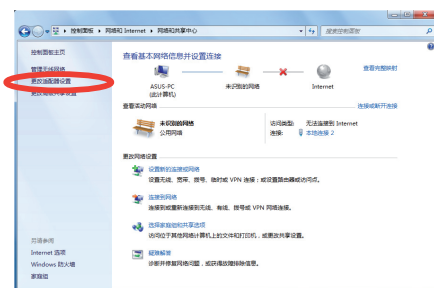 控制面板 ▸ 网络和 Internet ▸ 网络和共享中心
搜索控制面板
控制面板主页
管理无线网络
更改适配器设置
更改高级共享设置
查看基本网络信息并设置连接
查看完整映射
ASUS-PC
(此计算机)
未识别的网络
Internet
查看活动网络
连接或断开连接
未识别的网络
公用网络
访问类型: 无法连接到 Internet
连接: 本地连接 2
更改网络设置
设置新的连接或网络
设置无线、宽带、拨号、临时或 VPN 连接；或设置路由器或访问点。
连接到网络
连接到或重新连接到无线、有线、拨号或 VPN 网络连接。
选择家庭组和共享选项
访问位于其他网络计算机上的文件和打印机，或更改共享设置。
疑难解答
诊断并修复网络问题，或获得故障排除信息。
另请参阅
Internet 选项
Windows 防火墙
家庭组